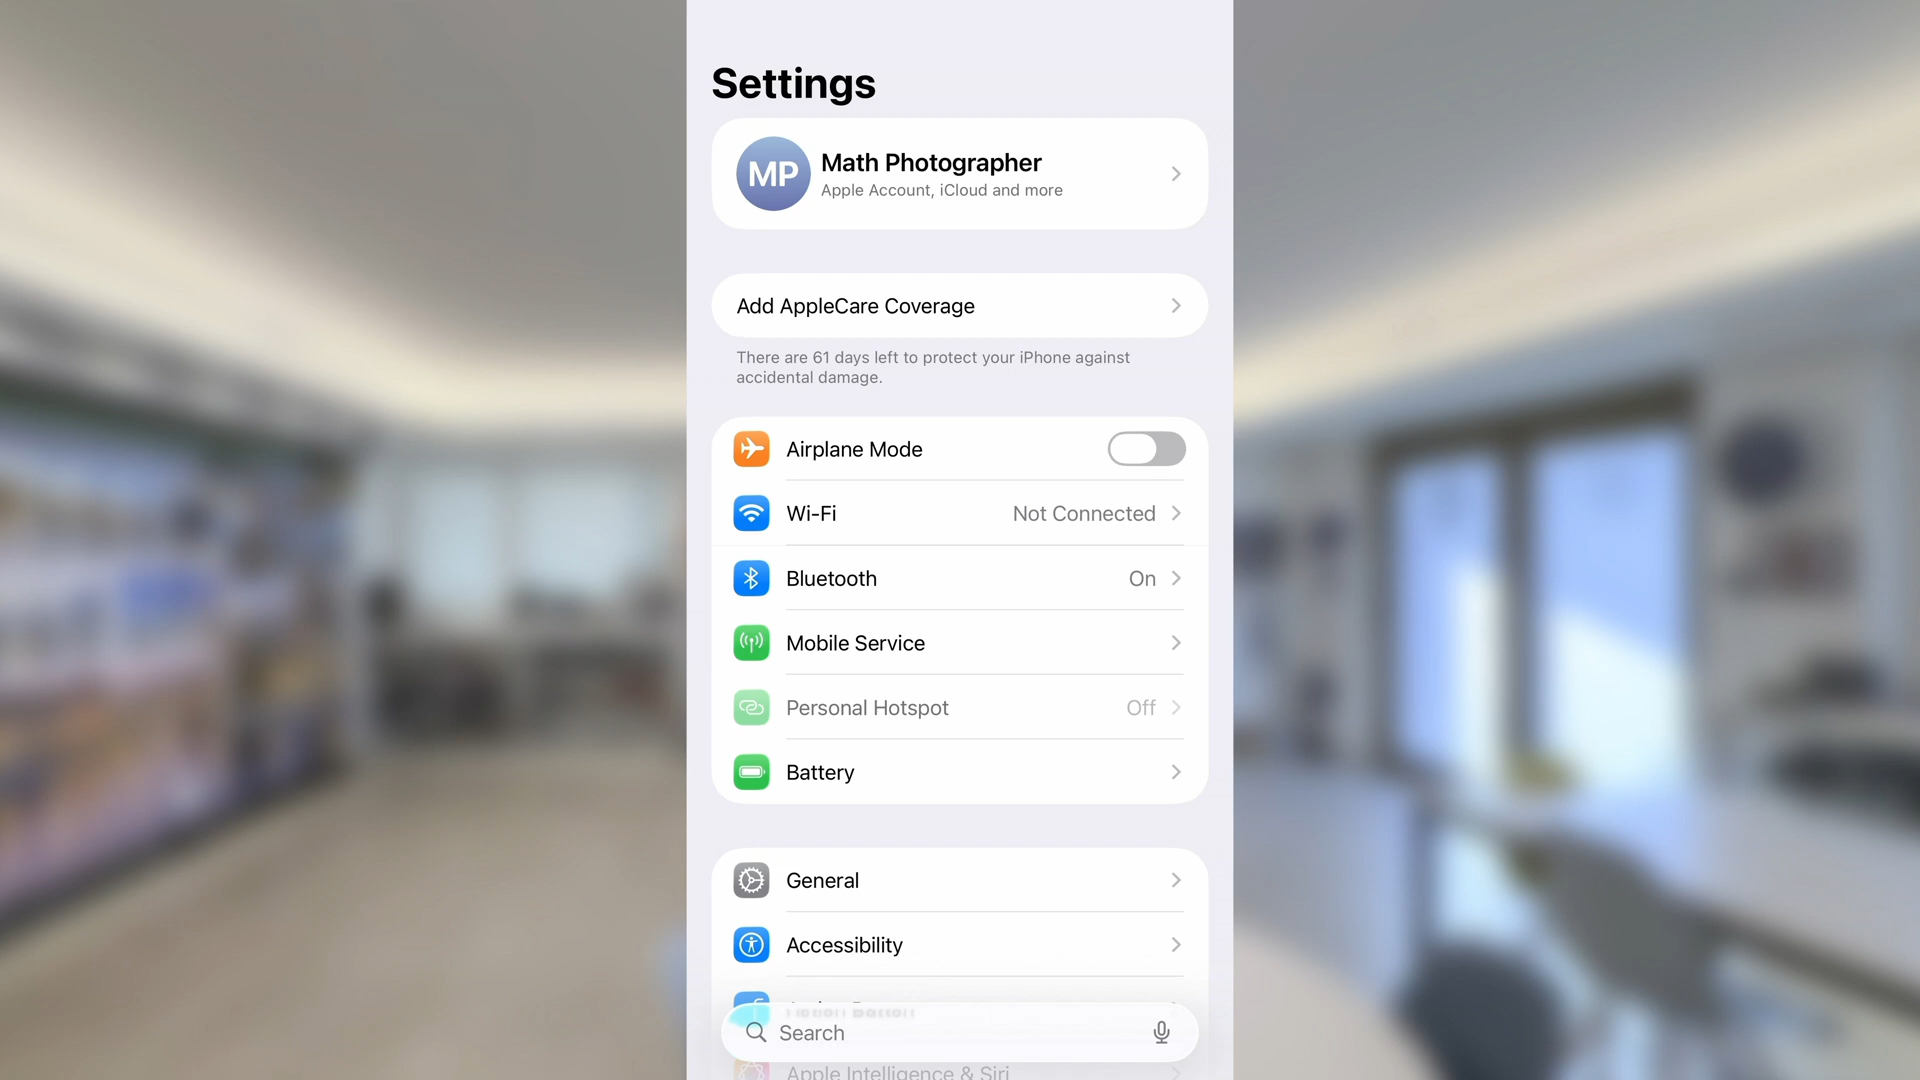 Settings
MP
Math Photographer
Apple Account, iCloud and more
Add AppleCare Coverage
There are 61 days left to protect your iPhone against
accidental damage.
Airplane Mode
Wi-Fi Not Connected
Bluetooth On
Mobile Service
Personal Hotspot Off
Battery
General
Accessibility
Search
Apple Intelligence & Siri